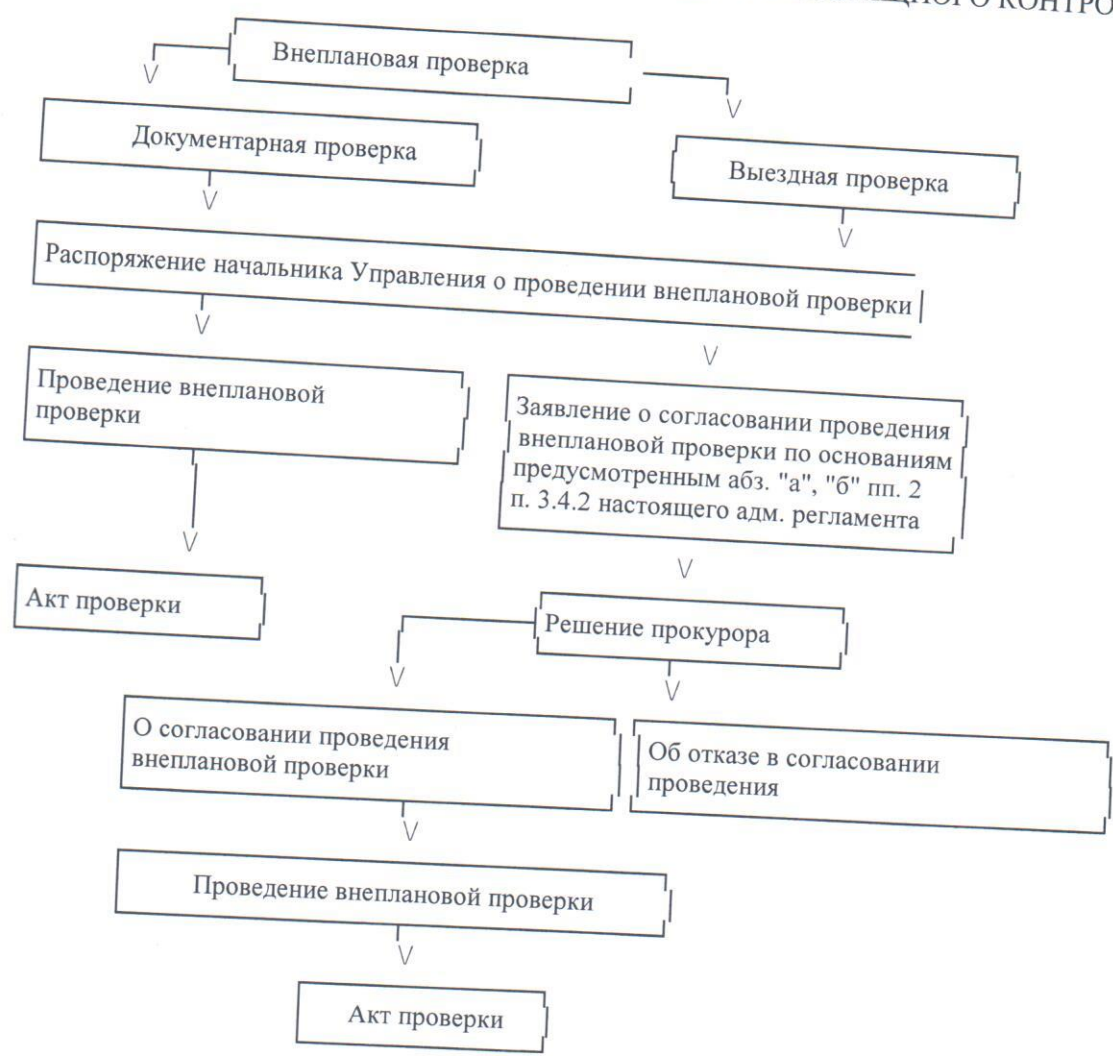 КОНТРО
Внеплановая проверка
Документарная проверка
Выездная проверка
Распоряжение начальника Управления о проведении внеплановой проверки
Проведение внеплановой
проверки
Заявление о согласовании проведения
внеплановой проверки по основаниям
предусмотренным абз. "а", "б" пп. 2
п. 3.4.2 настоящего адм. регламента
Акт проверки
Решение прокурора
О согласовании проведения
внеплановой проверки
Об отказе в согласовании
проведения
Проведение внеплановой проверки
Акт проверки